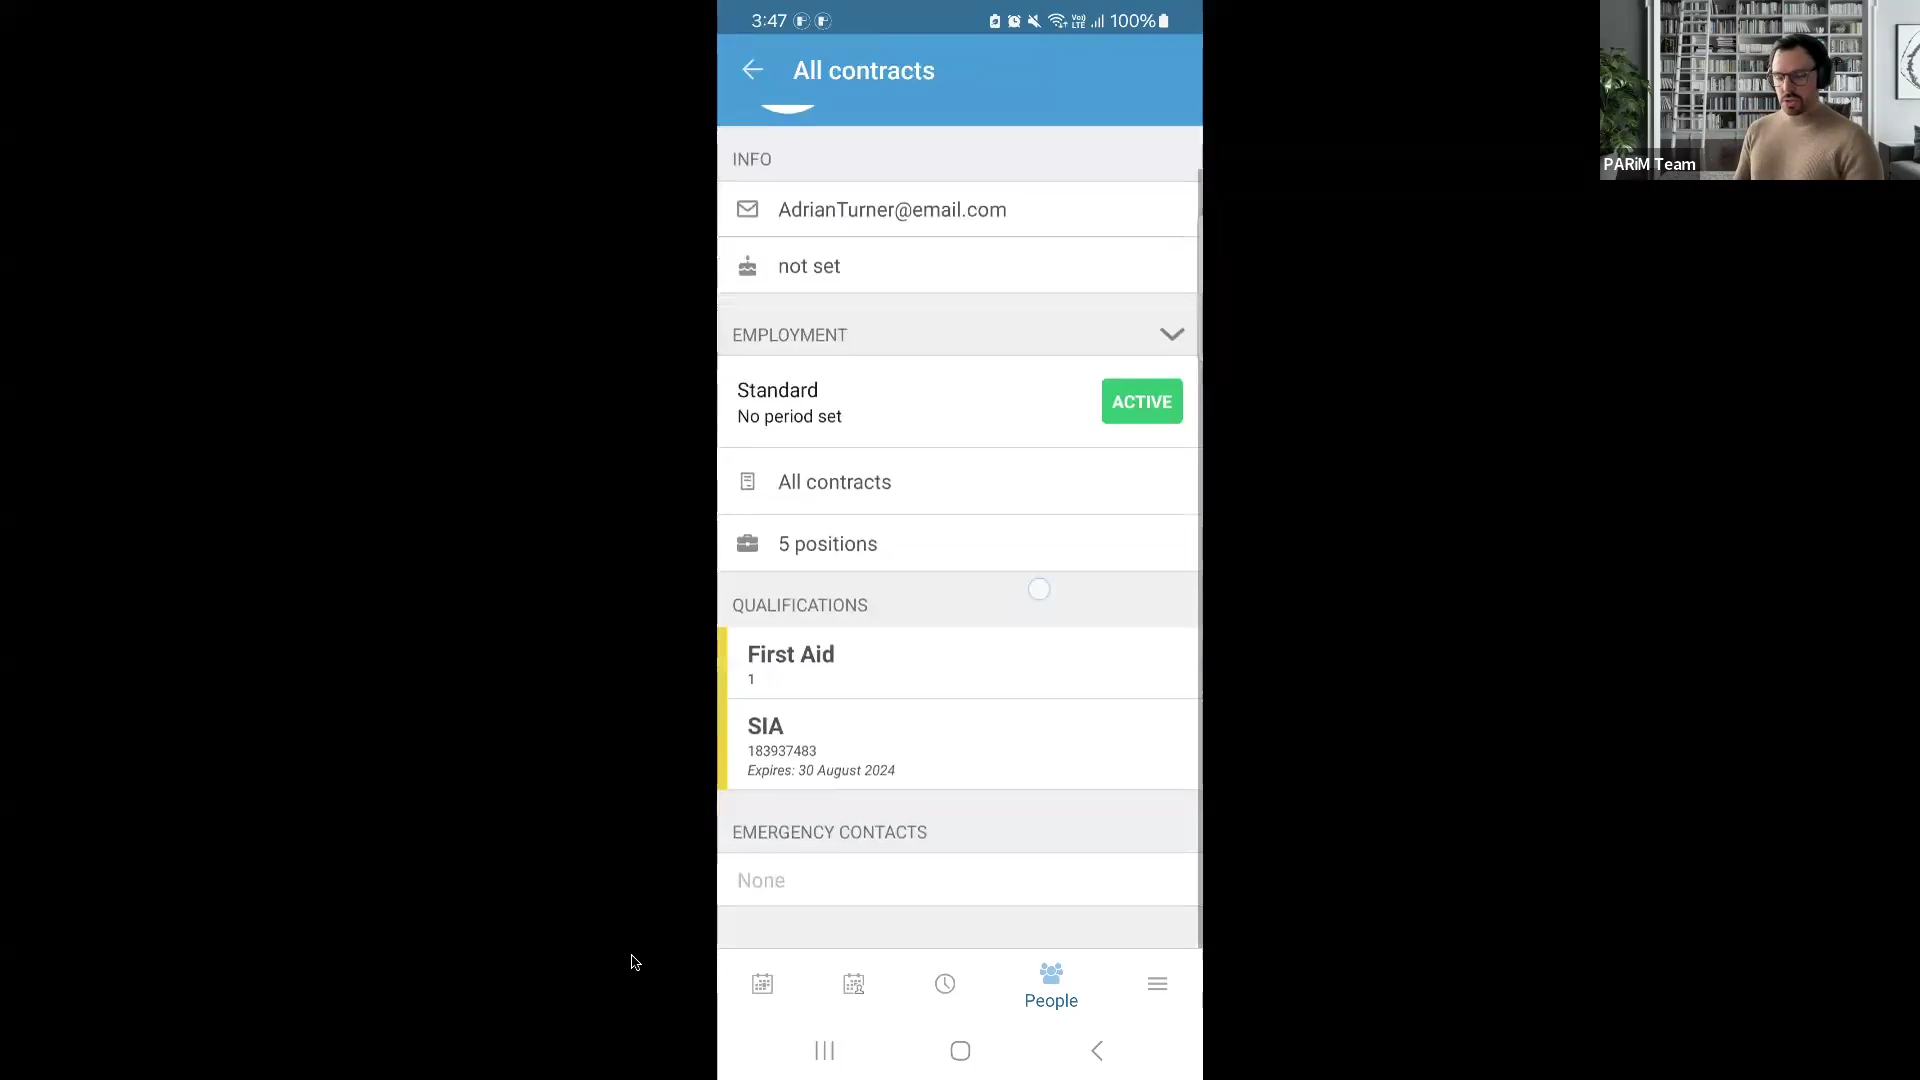 3:47
100%
All contracts
PARiM Team
INFO
AdrianTurner@email.com
not set
EMPLOYMENT
Standard
ACTIVE
No period set
All contracts
5 positions
QUALIFICATIONS
First Aid
1
SIA
183937483
Expires: 30 August 2024
EMERGENCY CONTACTS
None
People